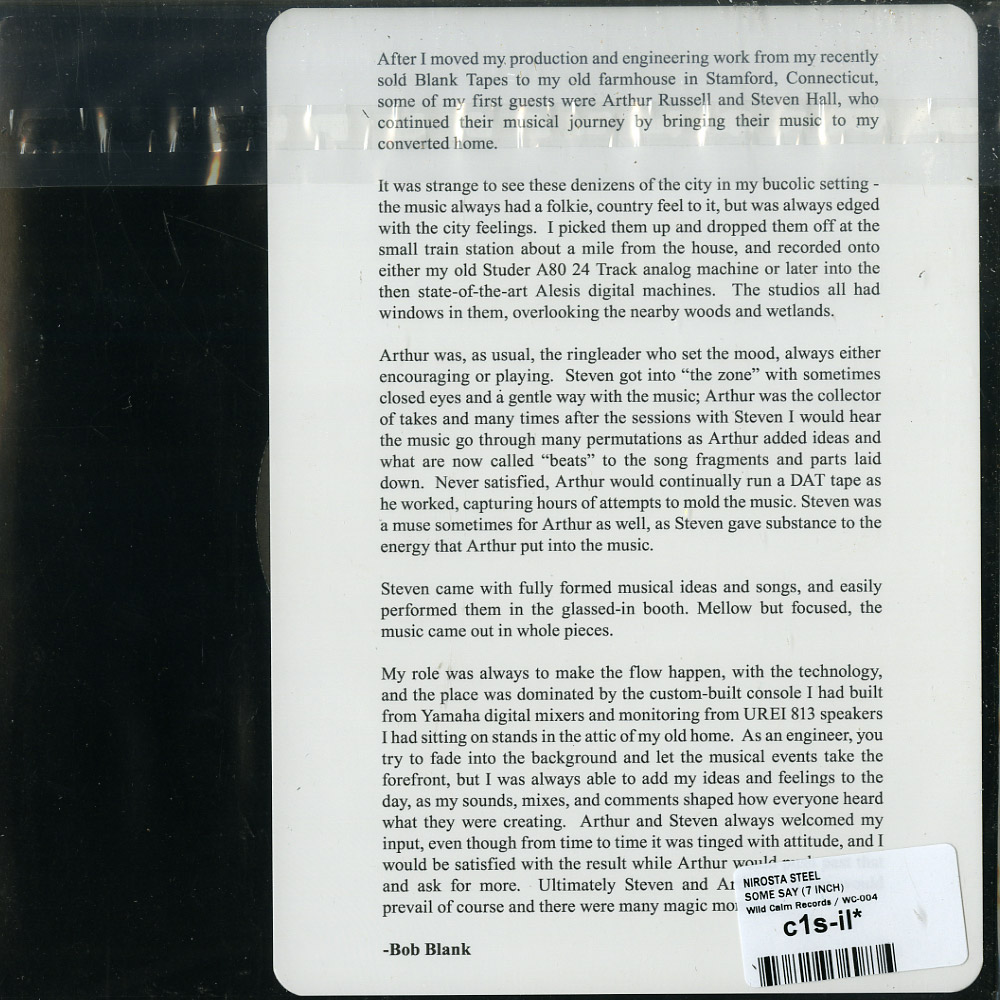 After I moved my production and engineering work from my recently
sold Blank Tapes to my old farmhouse in Stamford, Connecticut,
some of my first guests were Arthur Russell and Steven Hall, who
continued their musical journey by bringing their music to my
converted home.
It was strange to see these denizens of the city in my bucolic setting -
the music always had a folkie, country feel to it, but was always edged
with the city feelings. I picked them up and dropped them off at the
small train station about a mile from the house, and recorded onto
either my old Studer A80 24 Track analog machine or later into the
then state-of-the-art Alesis digital machines. The studios all had
windows in them, overlooking the nearby woods and wetlands.
Arthur was, as usual, the ringleader who set the mood, always either
encouraging or playing. Steven got into “the zone” with sometimes
closed eyes and a gentle way with the music; Arthur was the collector
of takes and many times after the sessions with Steven I would hear
the music go through many permutations as Arthur added ideas and
what are now called “beats” to the song fragments and parts laid
down. Never satisfied, Arthur would continually run a DAT tape as
he worked, capturing hours of attempts to mold the music. Steven was
a muse sometimes for Arthur as well, as Steven gave substance to the
energy that Arthur put into the music.
Steven came with fully formed musical ideas and songs, and easily
performed them in the glassed-in booth. Mellow but focused, the
music came out in whole pieces.
My role was always to make the flow happen, with the technology,
and the place was dominated by the custom-built console I had built
from Yamaha digital mixers and monitoring from UREI 813 speakers
I had sitting on stands in the attic of my old home. As an engineer, you
try to fade into the background and let the musical events take the
forefront, but I was always able to add my ideas and feelings to the
day, as my sounds, mixes, and comments shaped how everyone heard
what they were creating. Arthur and Steven always welcomed my
input, even though from time to time it was tinged with attitude, and I
would be satisfied with the result while Arthur would
and ask for more. Ultimately Steven and
prevail of course and there were many magic
-Bob Blank
NIROSTA STEEL
SOME SAY (7 INCH)
Wild Calm Records / WC-004
c1s-il*